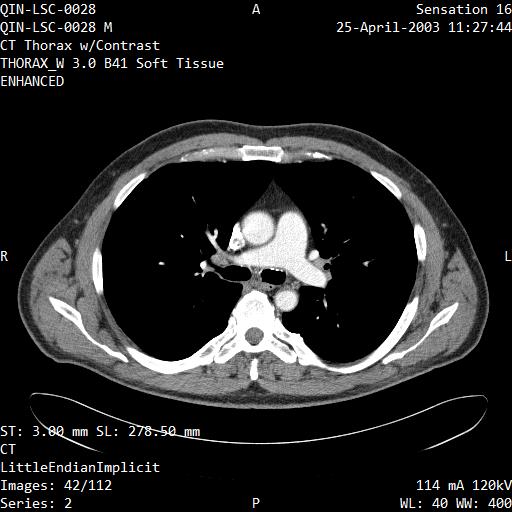 QIN-LSC-0028
A
Sensation 16
QIN-LSC-0028 M
25-April-2003 11:27:44
CT Thorax w/Contrast
THORAX_W 3.0 B41 Soft Tissue
ENHANCED
R
L
ST: 3.00 mm SL: 278.50 mm
CT
LittleEndianImplicit
Images: 42/112
114 mA 120kV
Series: 2
P
WL: 40 WW: 400